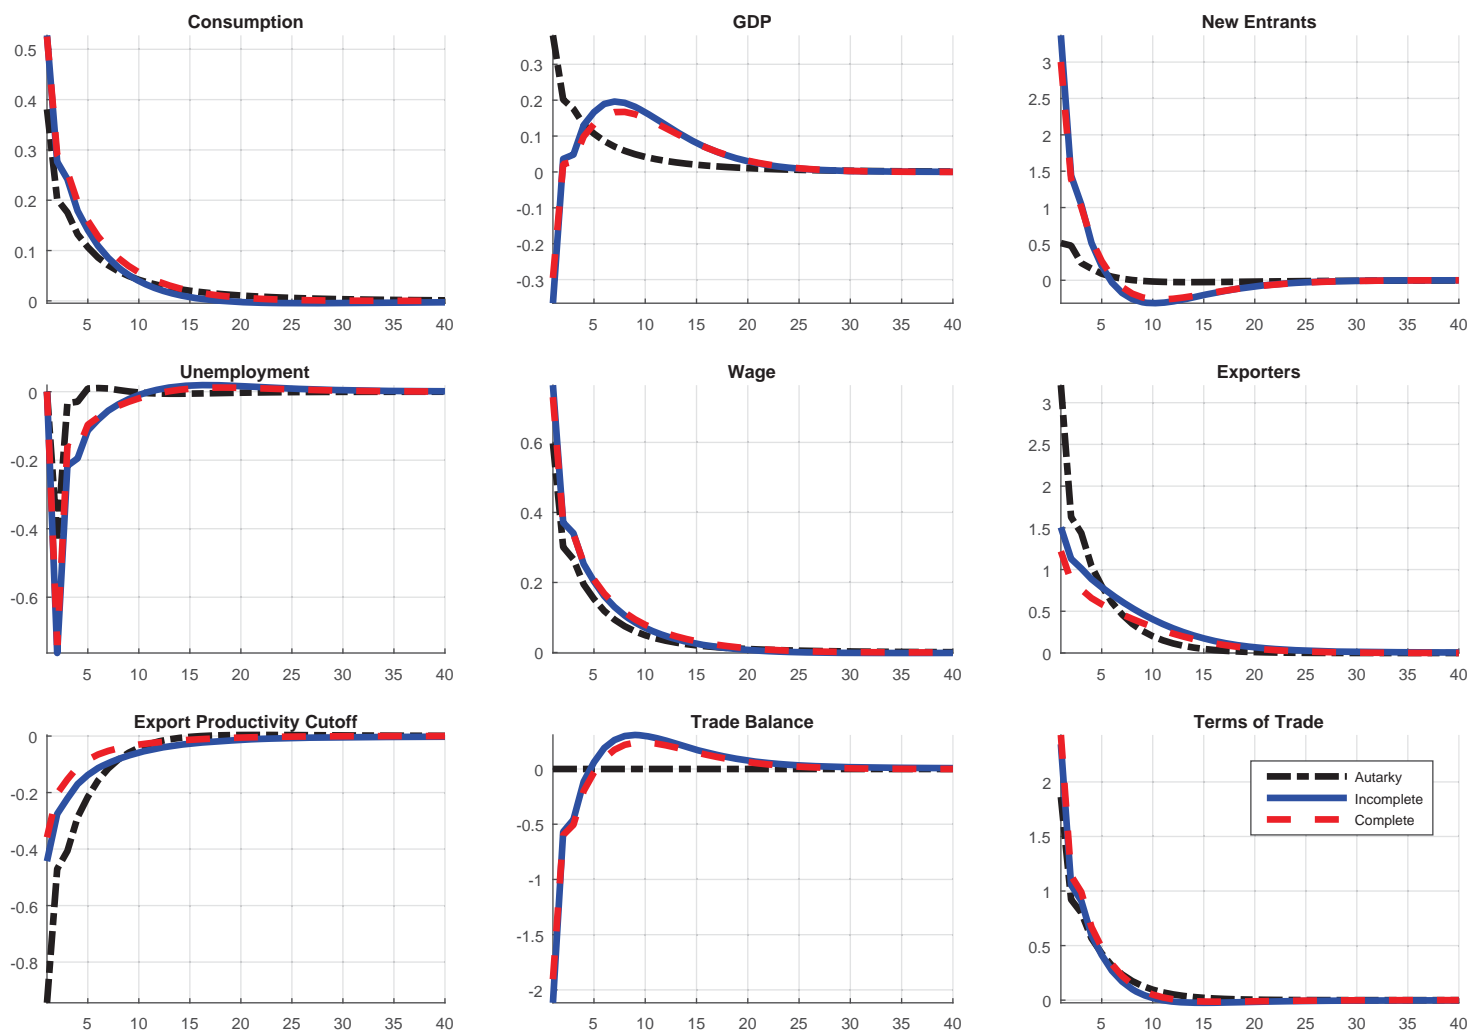 Consumption
0.5
0.4
0.3
0.2
0.1
0
5 10 15 20 25 30 35 40
GDP
0.3
0.2
0.1
0
-0.1
-0.2
-0.3
5 10 15 20 25 30 35 40
New Entrants
3
2.5
2
1.5
1
0.5
0
5 10 15 20 25 30 35 40
Unemployment
0
-0.2
-0.4
-0.6
5 10 15 20 25 30 35 40
Wage
0.6
0.4
0.2
0
5 10 15 20 25 30 35 40
Exporters
3
2.5
2
1.5
1
0.5
0
5 10 15 20 25 30 35 40
Export Productivity Cutoff
0
-0.2
-0.4
-0.6
-0.8
5 10 15 20 25 30 35 40
Trade Balance
0
-0.5
-1
-1.5
-2
5 10 15 20 25 30 35 40
Terms of Trade
2
1.5
1
0.5
0
5 10 15 20 25 30 35 40
Autarky
Incomplete
Complete